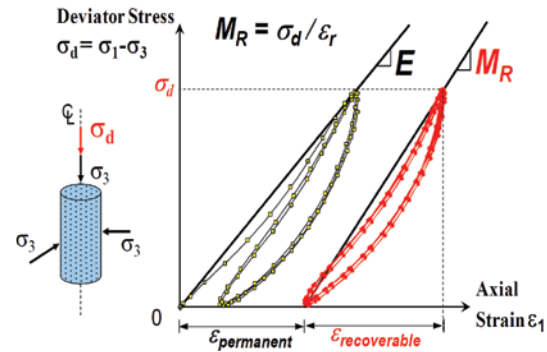 Deviator Stress
σd = σ1-σ3
MR = σd / εr
E
MR
σd
℄
σd
σ3
σ3
σ3
0
Axial
Strain ε1
εpermanent
εrecoverable